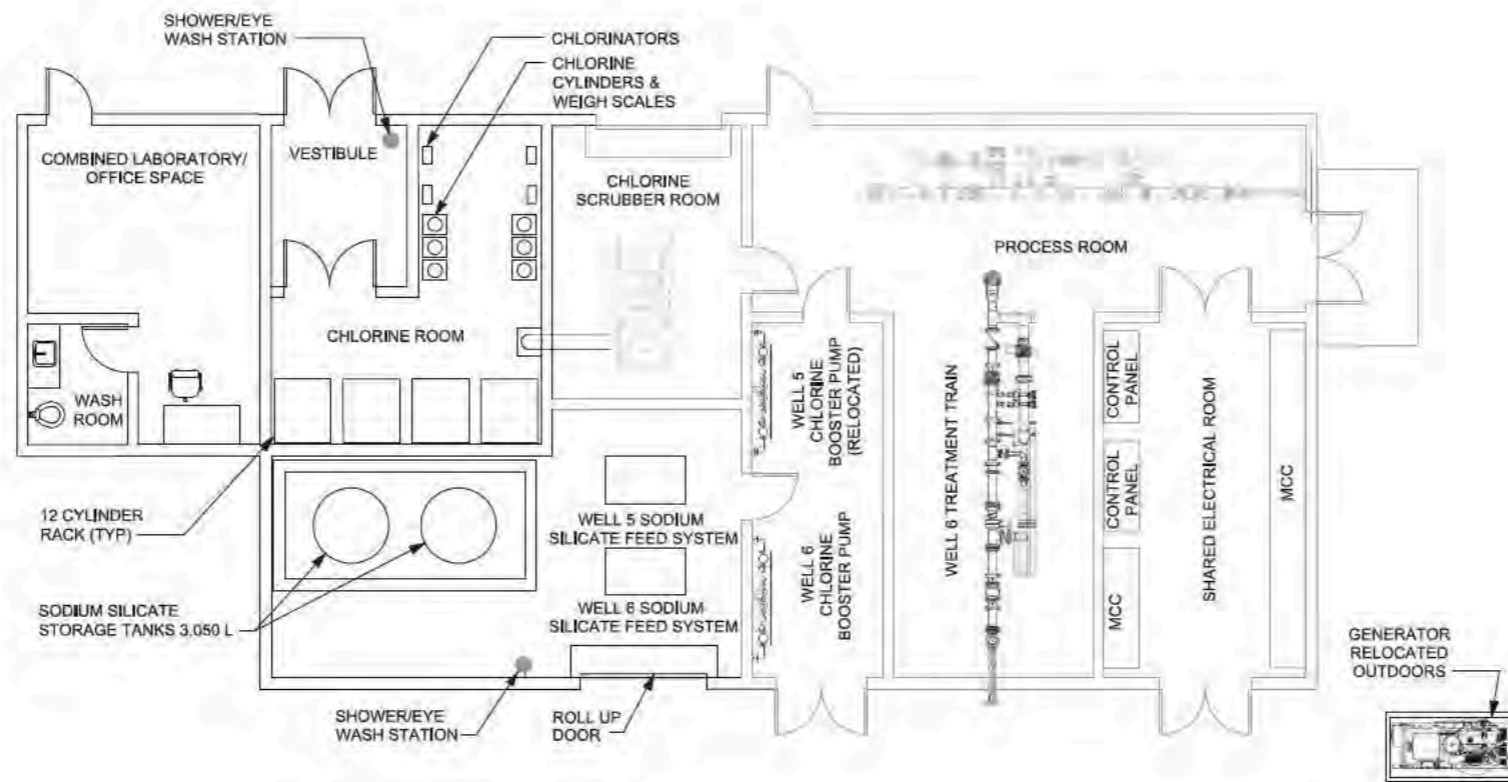 SHOWER/EYE
WASH STATION
CHLORINATORS
CHLORINE
CYLINDERS &
WEIGH SCALES
COMBINED LABORATORY/
OFFICE SPACE
VESTIBULE
CHLORINE
SCRUBBER ROOM
PROCESS ROOM
CHLORINE ROOM
WASH
ROOM
WELL 5
CHLORINE
BOOSTER PUMP
(RELOCATED)
WELL 6 TREATMENT TRAIN
CONTROL
PANEL
CONTROL
PANEL
SHARED ELECTRICAL ROOM
MCC
MCC
12 CYLINDER
RACK (TYP)
WELL 5 SODIUM
SILICATE FEED SYSTEM
WELL 6
CHLORINE
BOOSTER PUMP
SODIUM SILICATE
STORAGE TANKS 3,050 L
WELL 6 SODIUM
SILICATE FEED SYSTEM
GENERATOR
RELOCATED
OUTDOORS
SHOWER/EYE
WASH STATION
ROLL UP
DOOR